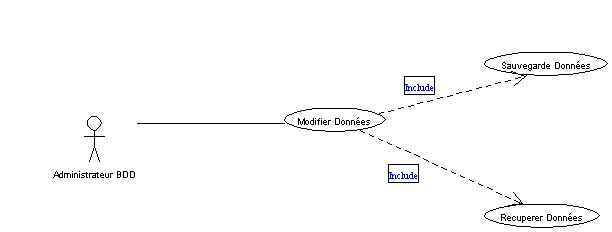 Sauvegarde Données
Include
Modifier Données
Administrateur BDD
Include
Recuperer Données